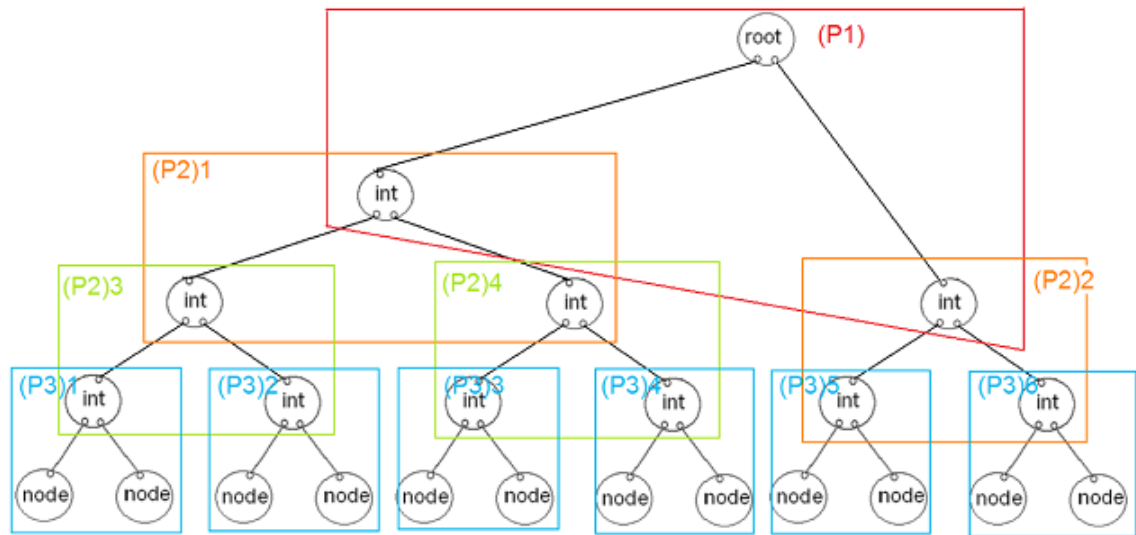 root (P1)
(P2)1
int
(P2)3
int
(P2)4
int
(P2)2
int
(P3)1
int
(P3)2
int
(P3)3
int
(P3)4
int
(P3)5
int
(P3)6
int
node
node
node
node
node
node
node
node
node
node
node
node